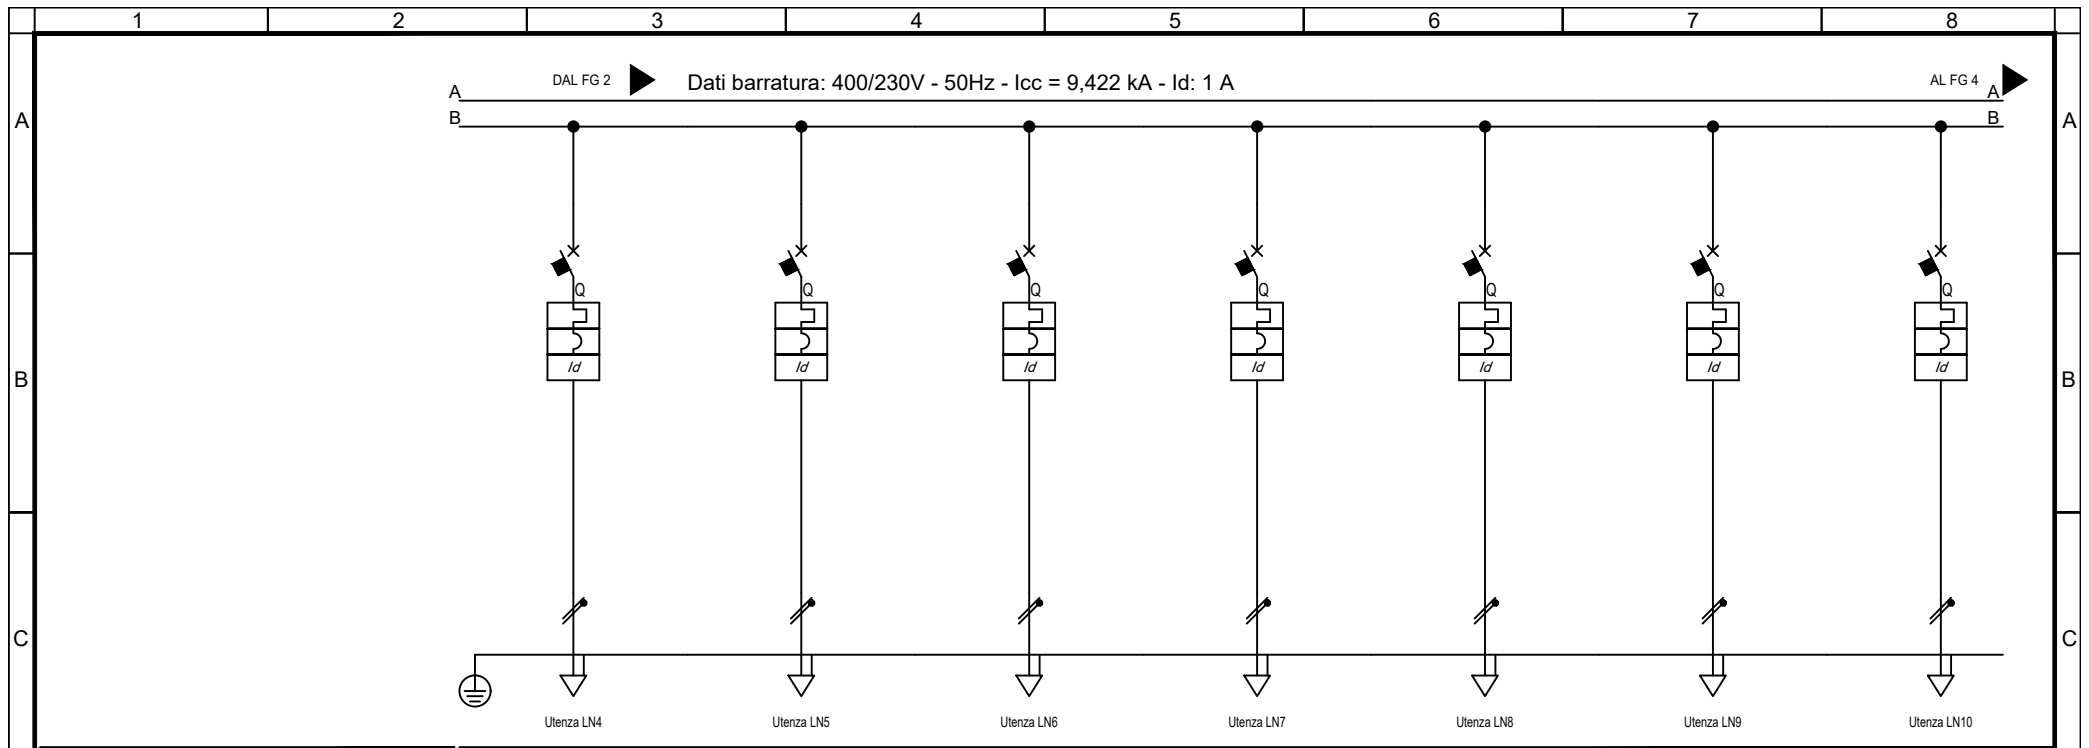 1 2 3 4 5 6 7 8
DAL FG 2 Dati barratura: 400/230V - 50Hz - Icc = 9,422 kA - Id: 1 A AL FG 4
A A
A B B A
Q Q Q Q Q Q Q
Id Id Id Id Id Id Id
B B
C C
Utenza LN4 Utenza LN5 Utenza LN6 Utenza LN7 Utenza LN8 Utenza LN9 Utenza LN10